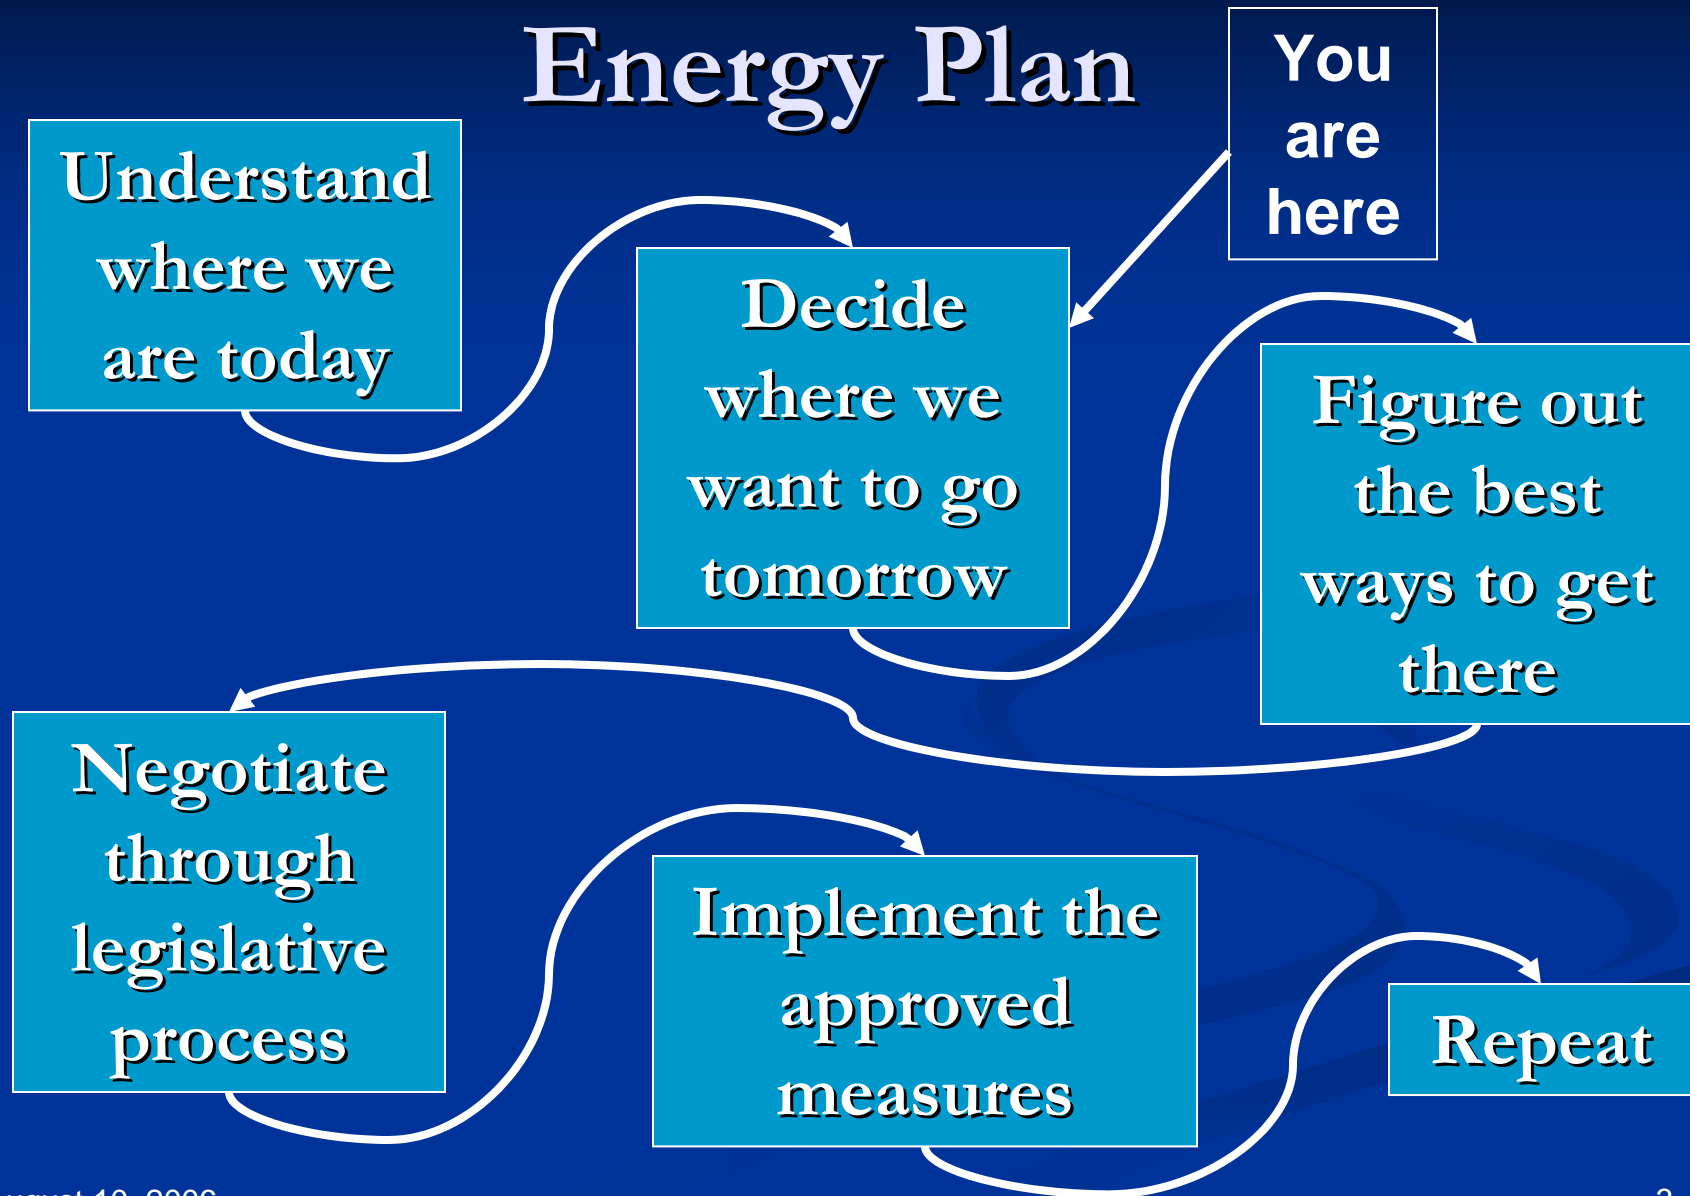 Energy Plan
You
are
here
Understand
where we
are today
Decide
where we
want to go
tomorrow
Figure out
the best
ways to get
there
Negotiate
through
legislative
process
Implement the
approved
measures
Repeat